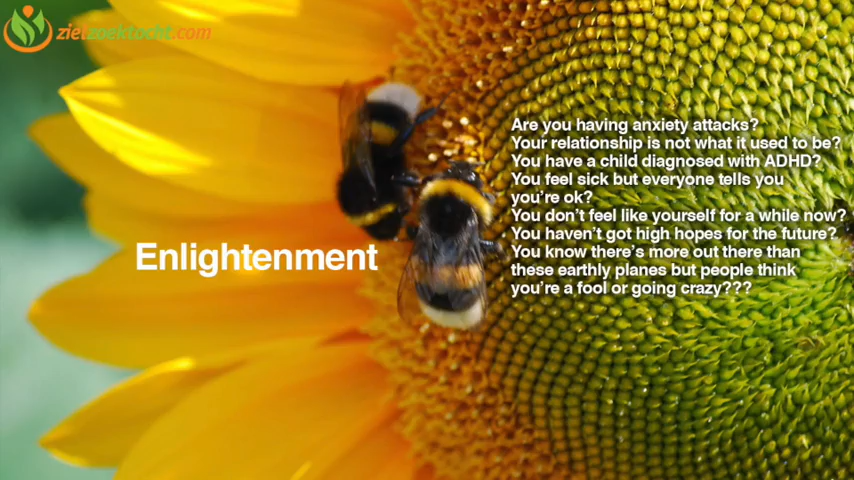 zielzoektocht.com
Are you having anxiety attacks?
Your relationship is not what it used to be?
You have a child diagnosed with ADHD?
You feel sick but everyone tells you
you're ok?
You don't feel like yourself for a while now?
You haven't got high hopes for the future?
You know there's more out there than
these earthly planes but people think
you're a fool or going crazy???
Enlightenment